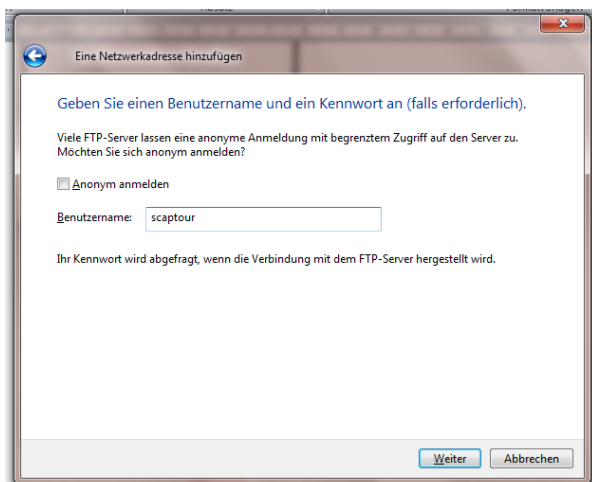 Absatz
Formatvorlagen
Eine Netzwerkadresse hinzufügen
Geben Sie einen Benutzername und ein Kennwort an (falls erforderlich).
Viele FTP-Server lassen eine anonyme Anmeldung mit begrenztem Zugriff auf den Server zu.
Möchten Sie sich anonym anmelden?
Anonym anmelden
Benutzername: scaptour
Ihr Kennwort wird abgefragt, wenn die Verbindung mit dem FTP-Server hergestellt wird.
Weiter Abbrechen